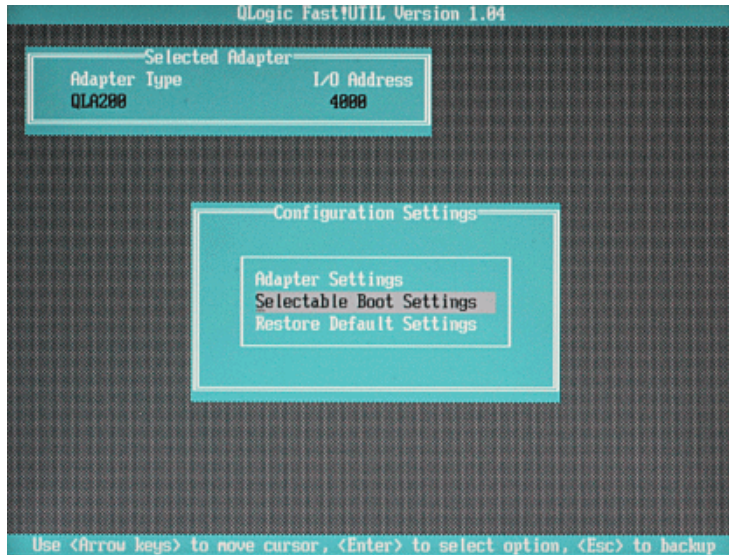 QLogic Fast!UTIL Version 1.04
Selected Adapter
Adapter Type I/O Address
QLA200 4000
Configuration Settings
Adapter Settings
Selectable Boot Settings
Restore Default Settings
Use <Arrow keys> to move cursor, <Enter> to select option, <Esc> to backup